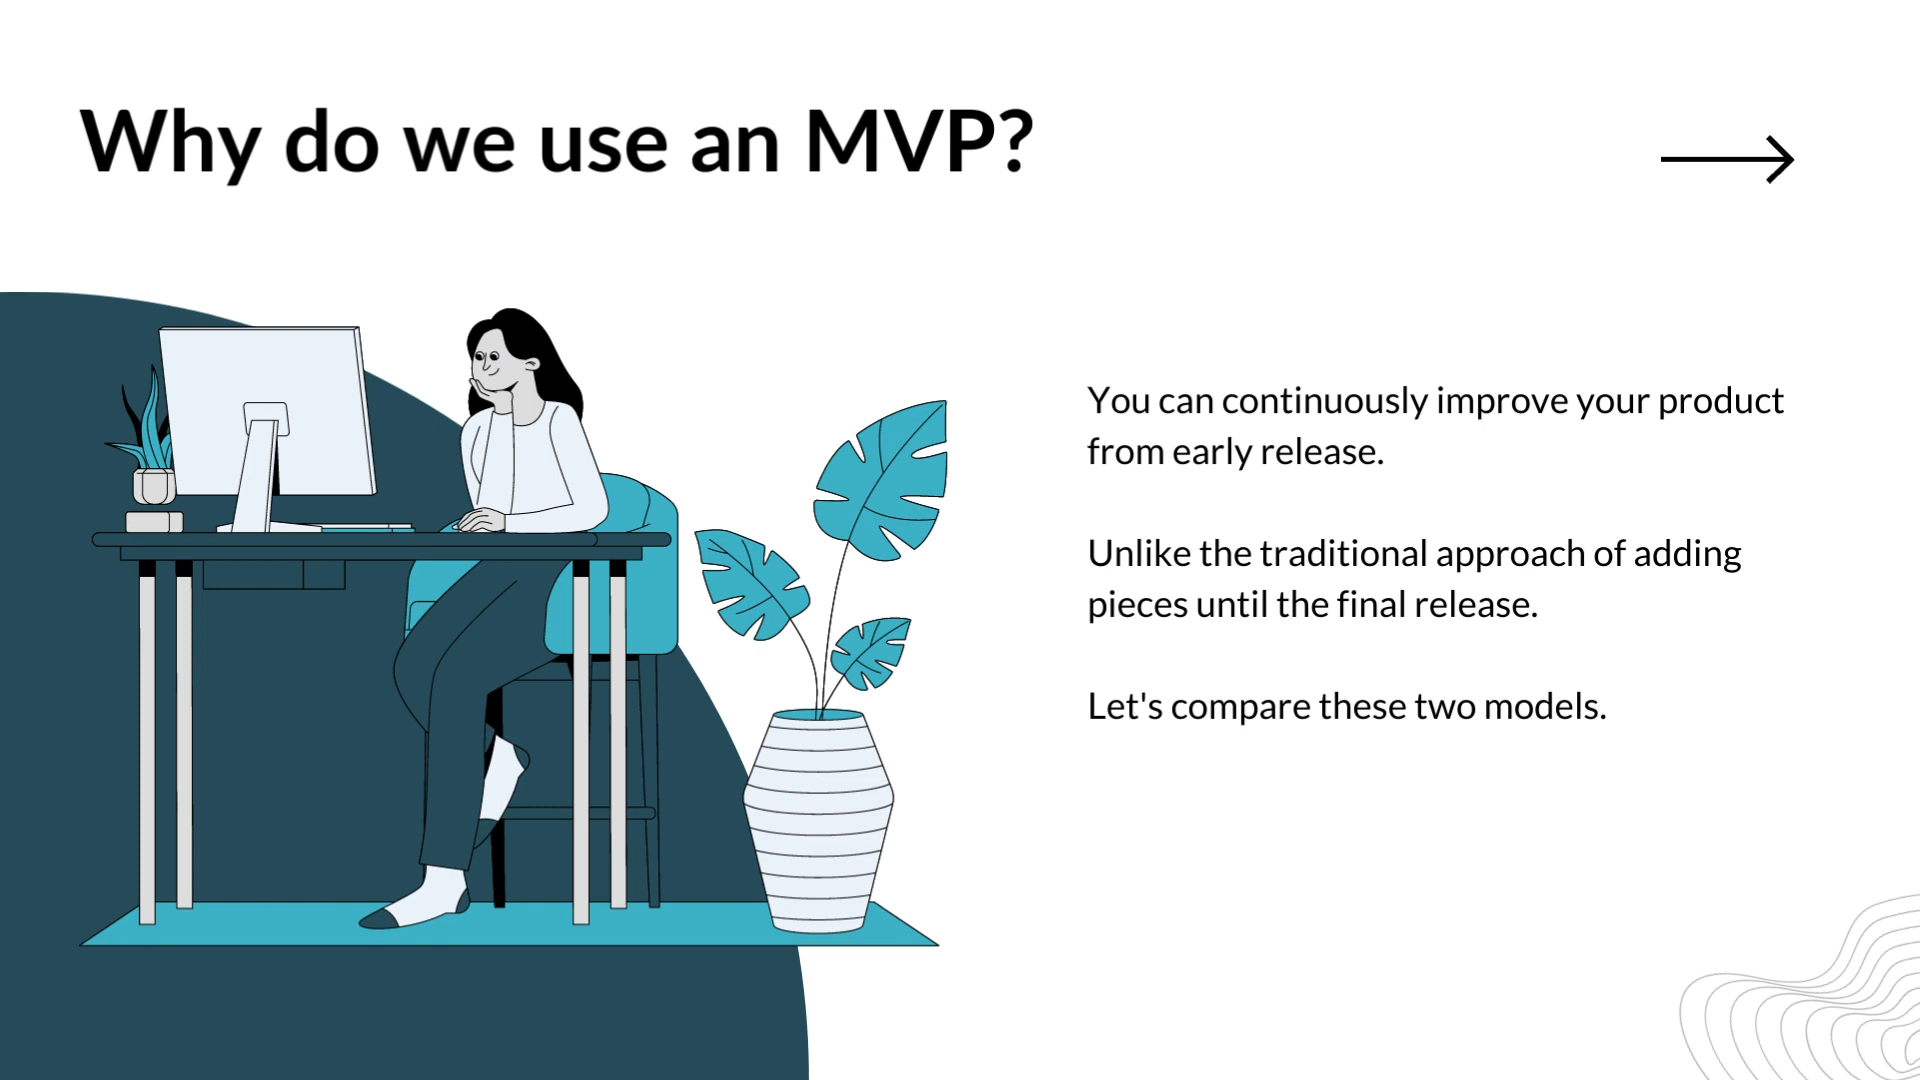 Why do we use an MVP?
You can continuously improve your product
from early release.
Unlike the traditional approach of adding
pieces until the final release.
Let's compare these two models.